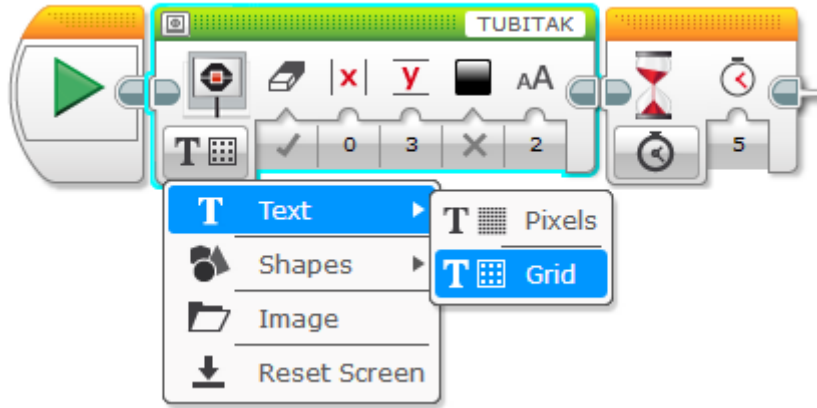 TUBITAK
x y AA
T 0 3 2 5
T Text T Pixels
Shapes T Grid
Image
Reset Screen